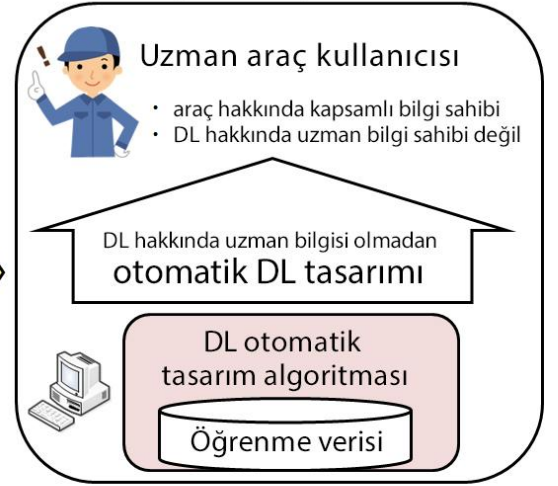 Uzman araç kullanıcısı
・ araç hakkında kapsamlı bilgi sahibi
・ DL hakkında uzman bilgi sahibi değil
DL hakkında uzman bilgisi olmadan
otomatik DL tasarımı
DL otomatik
tasarım algoritması
Öğrenme verisi